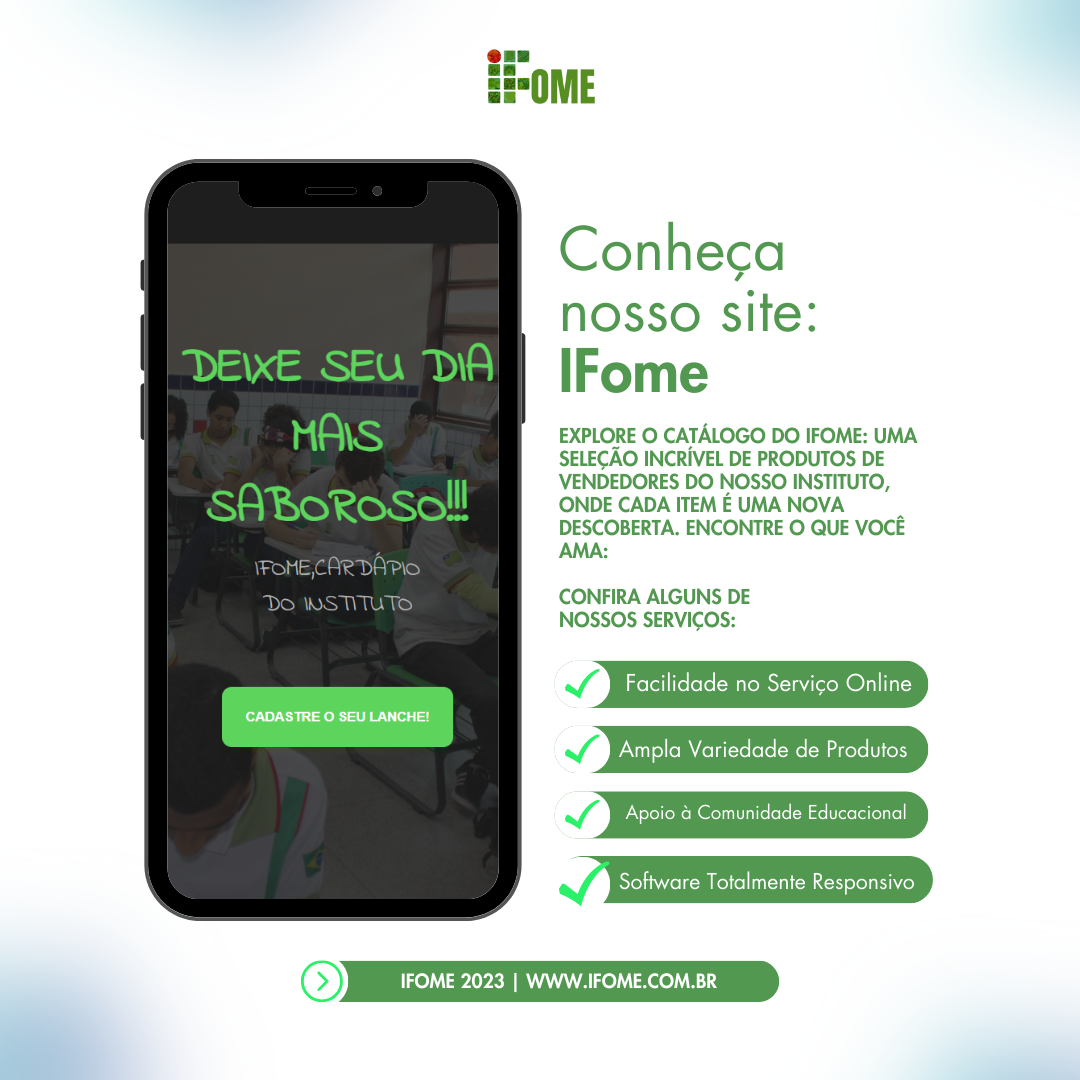 IFOME
DEIXE SEU DIA
MAIS
SABOROSO!!!
IFOME,CARDÁPIO
DO INSTITUTO
CADASTRE O SEU LANCHE!
Conheça
nosso site:
IFome
EXPLORE O CATÁLOGO DO IFOME: UMA
SELEÇÃO INCRÍVEL DE PRODUTOS DE
VENDEDORES DO NOSSO INSTITUTO,
ONDE CADA ITEM É UMA NOVA
DESCOBERTA. ENCONTRE O QUE VOCÊ
AMA:
CONFIRA ALGUNS DE
NOSSOS SERVIÇOS:
Facilidade no Serviço Online
Ampla Variedade de Produtos
Apoio à Comunidade Educacional
Software Totalmente Responsivo
IFOME 2023 | WWW.IFOME.COM.BR